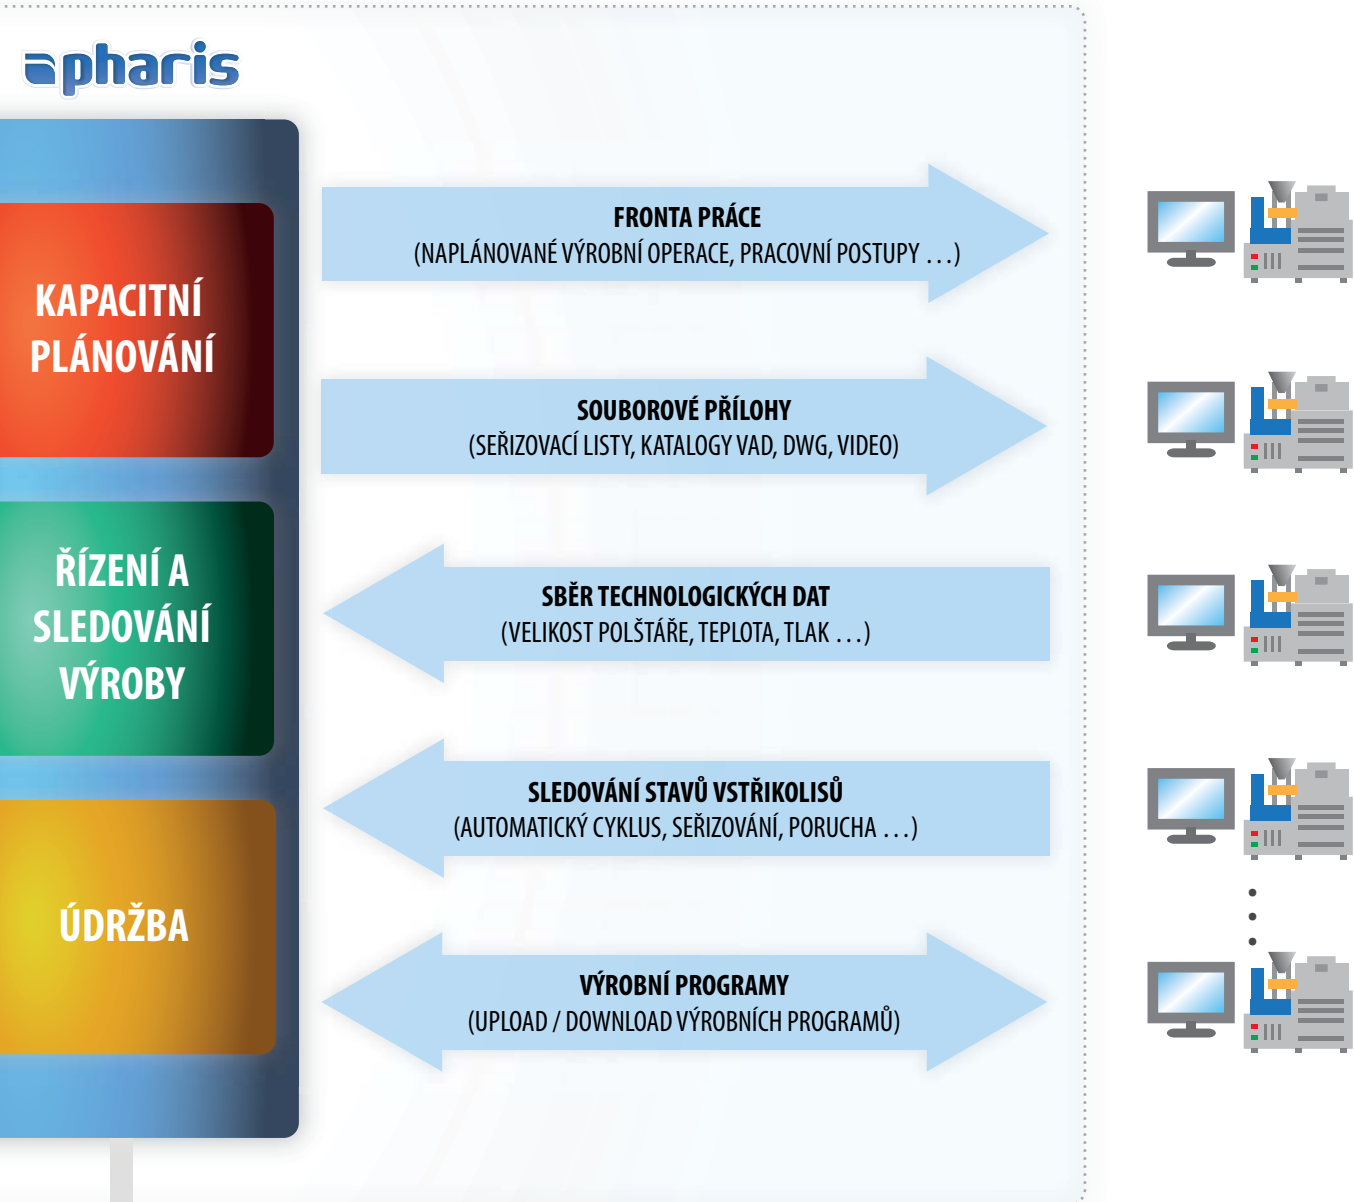 pharis
KAPACITNÍ
PLÁNOVÁNÍ
ŘÍZENÍ A
SLEDOVÁNÍ
VÝROBY
ÚDRŽBA
FRONTA PRÁCE
(NAPLÁNOVANÉ VÝROBNÍ OPERACE, PRACOVNÍ POSTUPY ...)
SOUBOROVÉ PŘÍLOHY
(SEŘIZOVACÍ LISTY, KATALOGY VAD, DWG, VIDEO)
SBĚR TECHNOLOGICKÝCH DAT
(VELIKOST POLŠTÁŘE, TEPLOTA, TLAK ...)
SLEDOVÁNÍ STAVŮ VSTŘIKOLISŮ
(AUTOMATICKÝ CYKLUS, SEŘIZOVÁNÍ, PORUCHA ...)
VÝROBNÍ PROGRAMY
(UPLOAD / DOWNLOAD VÝROBNÍCH PROGRAMŮ)